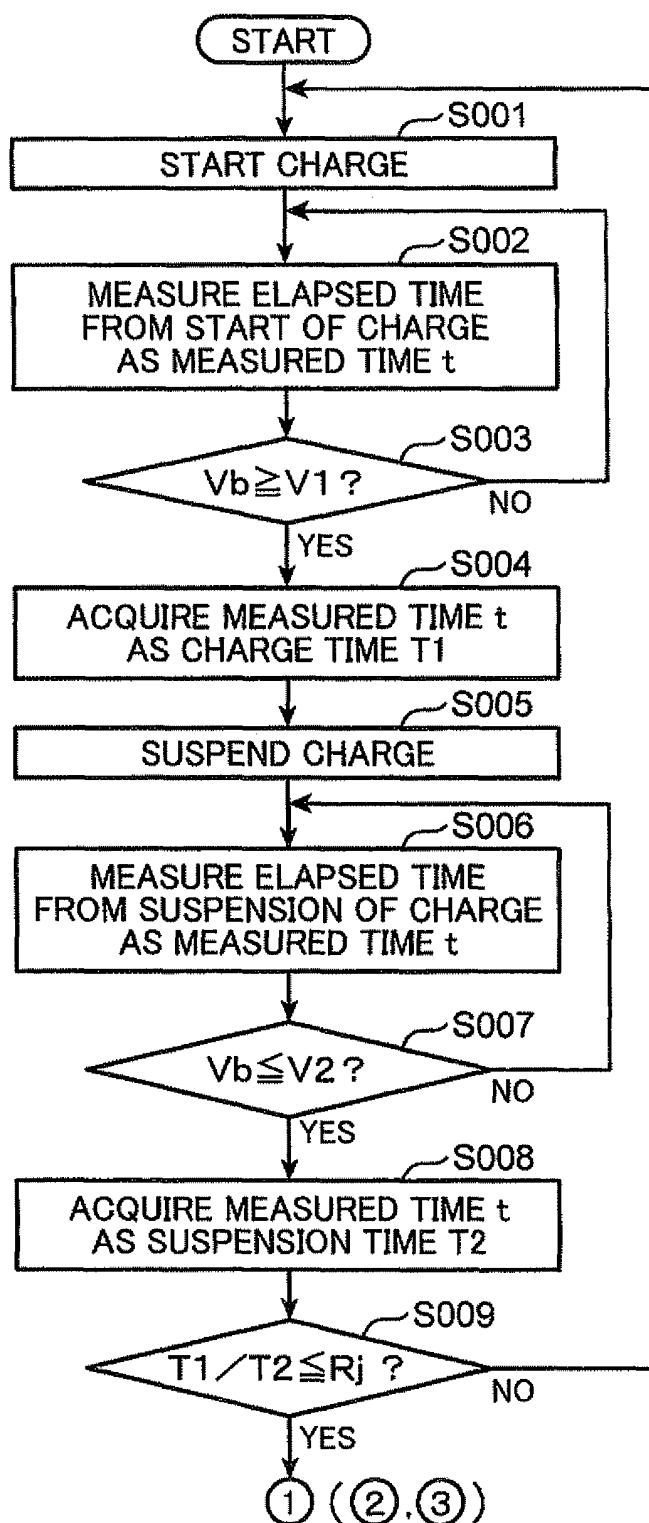 START
S001
START CHARGE
S002
MEASURE ELAPSED TIME
FROM START OF CHARGE
AS MEASURED TIME t
S003
Vb≧V1?
NO
YES
S004
ACQUIRE MEASURED TIME t
AS CHARGE TIME T1
S005
SUSPEND CHARGE
S006
MEASURE ELAPSED TIME
FROM SUSPENSION OF CHARGE
AS MEASURED TIME t
S007
Vb≦V2?
NO
YES
S008
ACQUIRE MEASURED TIME t
AS SUSPENSION TIME T2
S009
T1/T2≦Rj ?
NO
YES
① (②,③)